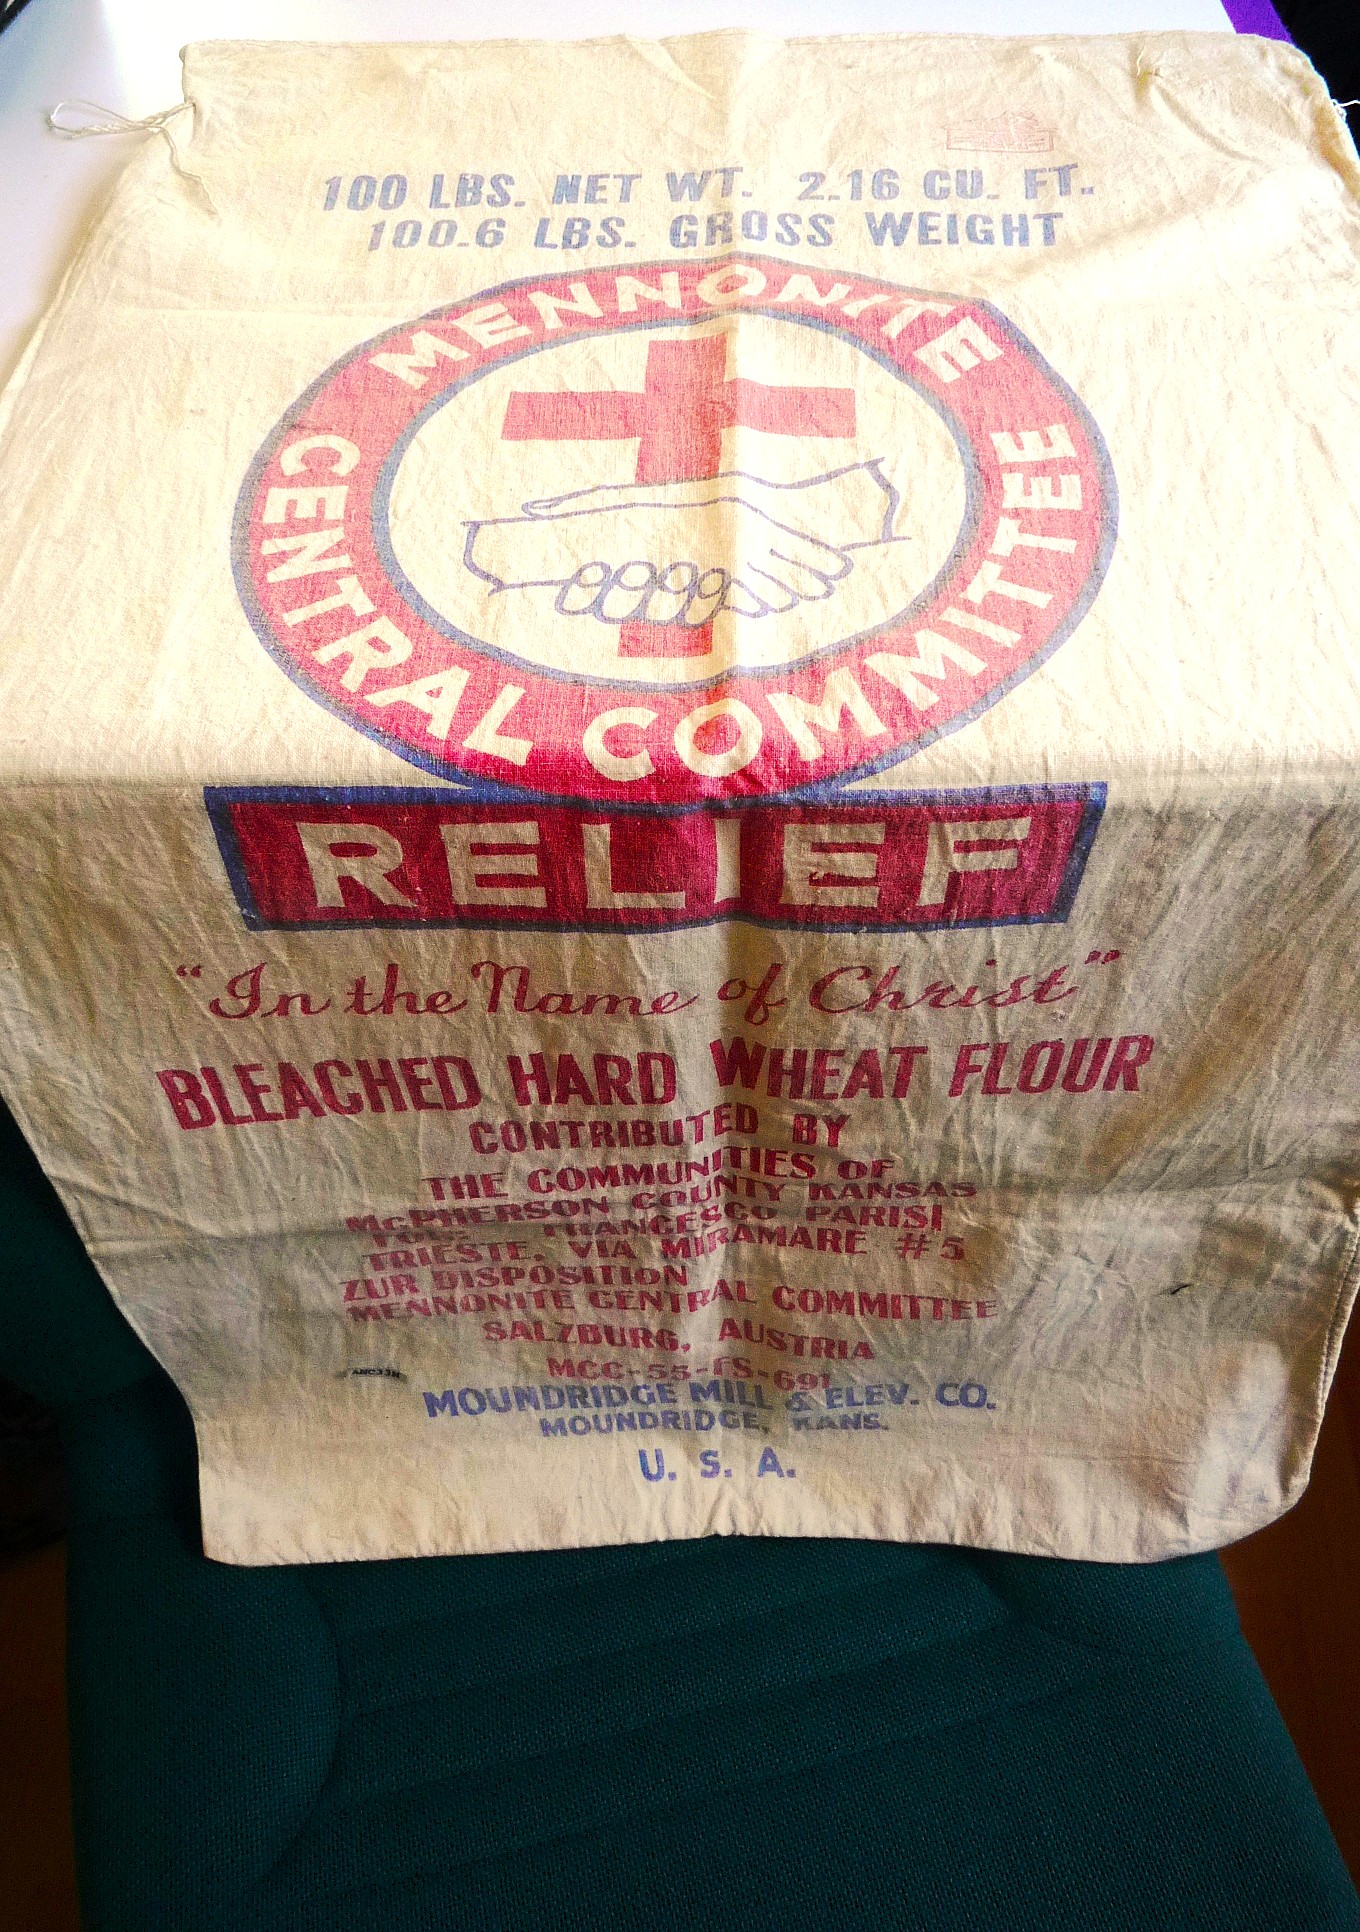 100 LBS. NET WT. 2.16 CU. FT.
100.6 LBS. GROSS WEIGHT
MENNONITE
CENTRAL COMMITTEE
RELIEF
"In the Name of Christ"
BLEACHED HARD WHEAT FLOUR
CONTRIBUTED BY
THE COMMUNITIES OF
McPHERSON COUNTY KANSAS
FOR: FRANCESCO PARISI
TRIESTE. VIA MIRAMARE #5
ZUR DISPOSITION
MENNONITE CENTRAL COMMITTEE
SALZBURG, AUSTRIA
MCC-55-FS-691
MOUNDRIDGE MILL & ELEV. CO.
MOUNDRIDGE, KANS.
U. S. A.